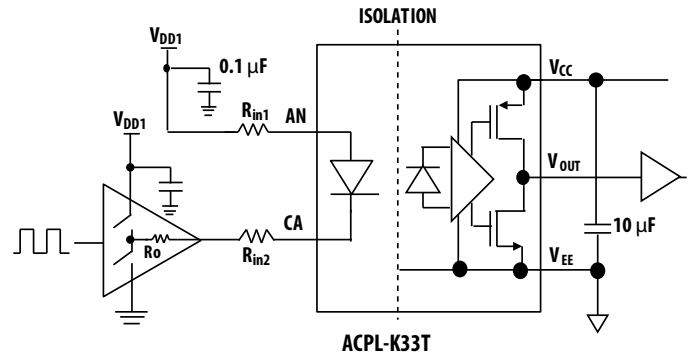 ISOLATION
VDD1
0.1 μF
Rin1
AN
VCC
VDD1
VOUT
CA
Ro
Rin2
10 μF
VEE
ACPL-K33T